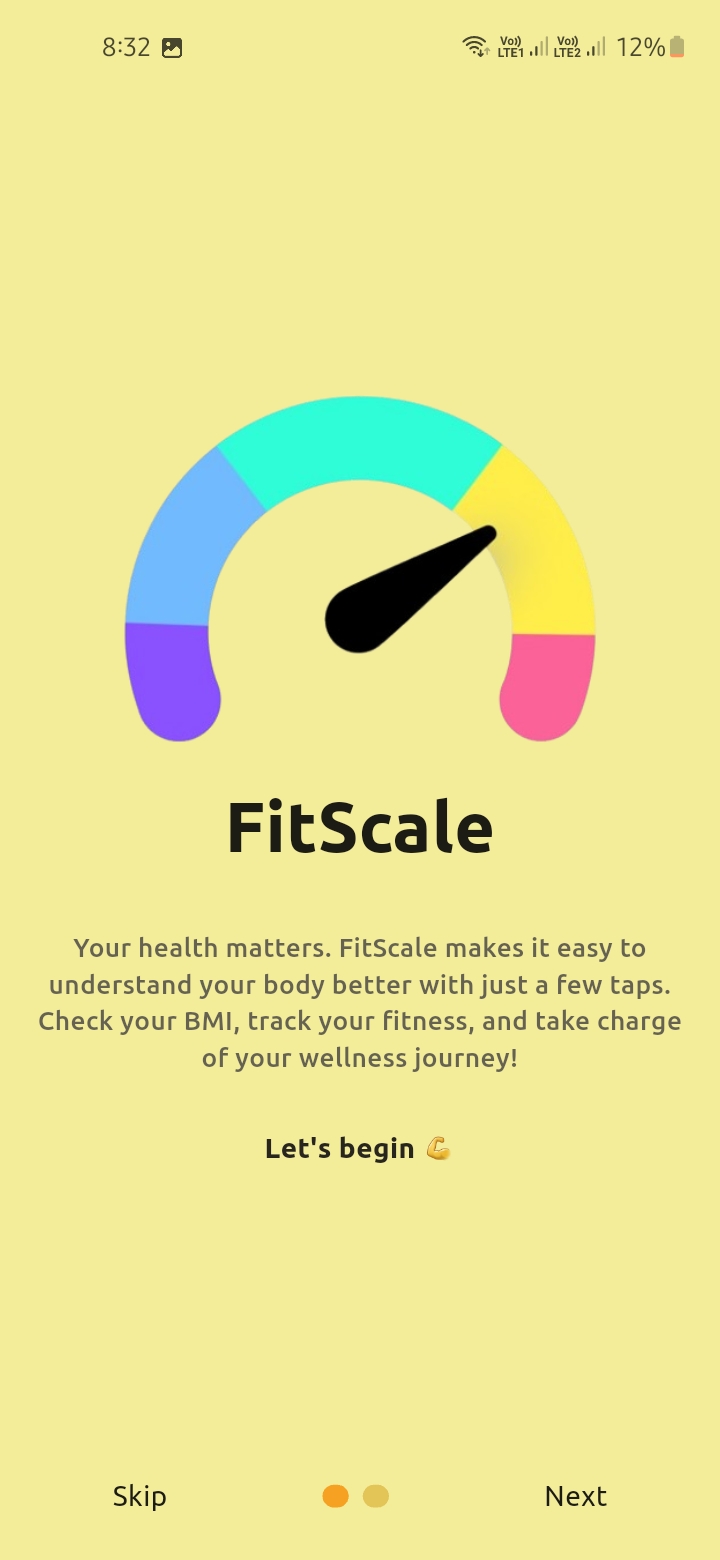 8:32 Vo)) LTE1 Vo)) LTE2 12%
FitScale
Your health matters. FitScale makes it easy to
understand your body better with just a few taps.
Check your BMI, track your fitness, and take charge
of your wellness journey!
Let's begin 💪
Skip Next